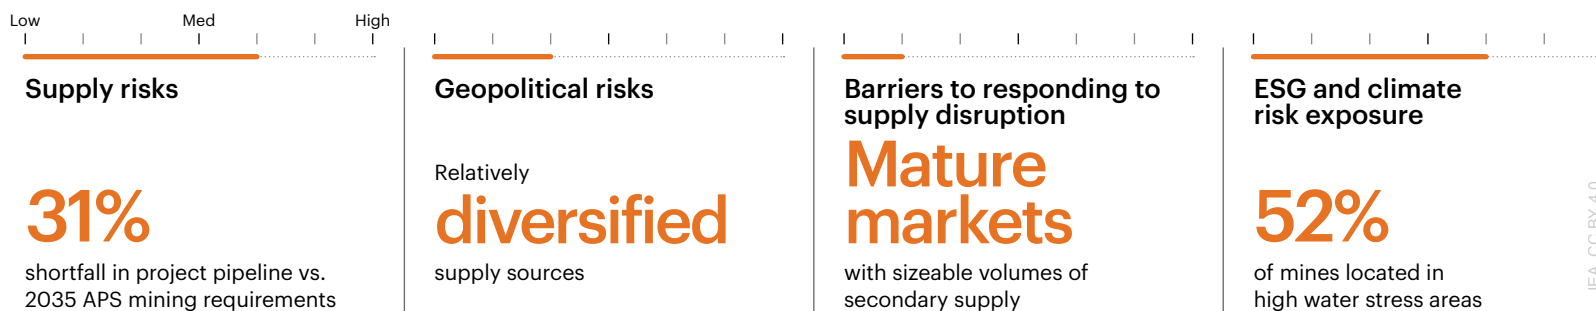 Low Med High
Supply risks
31%
shortfall in project pipeline vs.
2035 APS mining requirements
Geopolitical risks
Relatively
diversified
supply sources
Barriers to responding to
supply disruption
Mature
markets
with sizeable volumes of
secondary supply
ESG and climate
risk exposure
52%
of mines located in
high water stress areas
IEA. CC BY 4.0